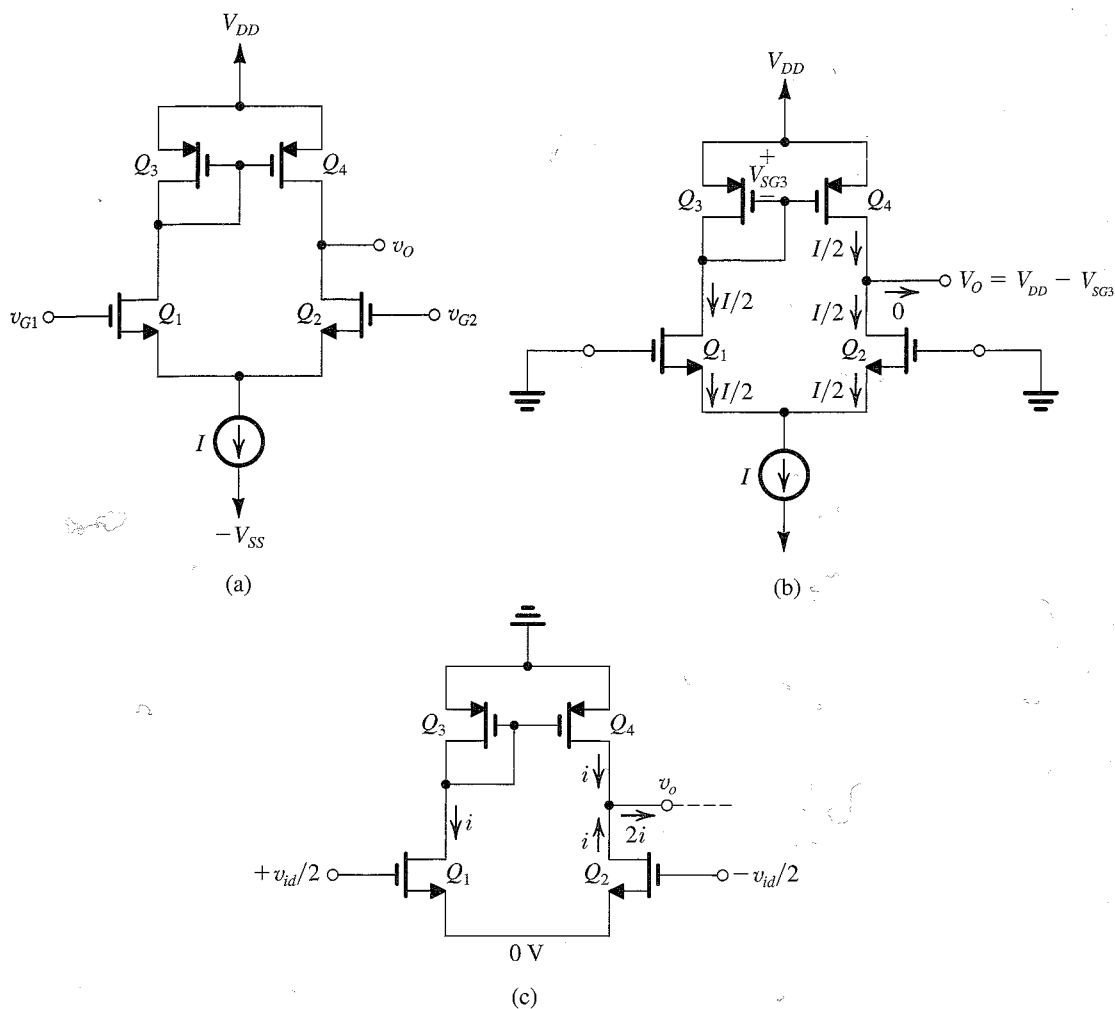 V_DD
Q_3
Q_4
v_O
v_G1
Q_1
Q_2
v_G2
I
−V_SS
(a)
V_DD
+
V_SG3
−
Q_3
Q_4
I/2
V_O = V_DD − V_SG3
0
I/2
I/2
Q_1
Q_2
I/2
I/2
I
(b)
Q_3
Q_4
i
v_o
i
2i
i
+v_id/2
Q_1
Q_2
−v_id/2
0 V
(c)